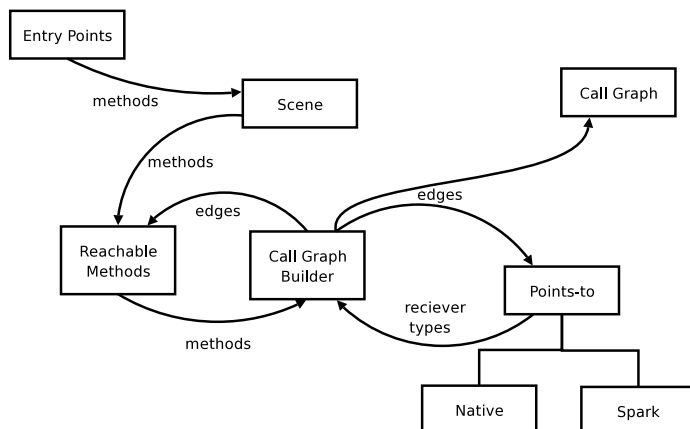 Entry Points
methods
Scene
Call Graph
methods
edges
edges
Reachable
Methods
Call Graph
Builder
Points-to
reciever
types
methods
Native
Spark